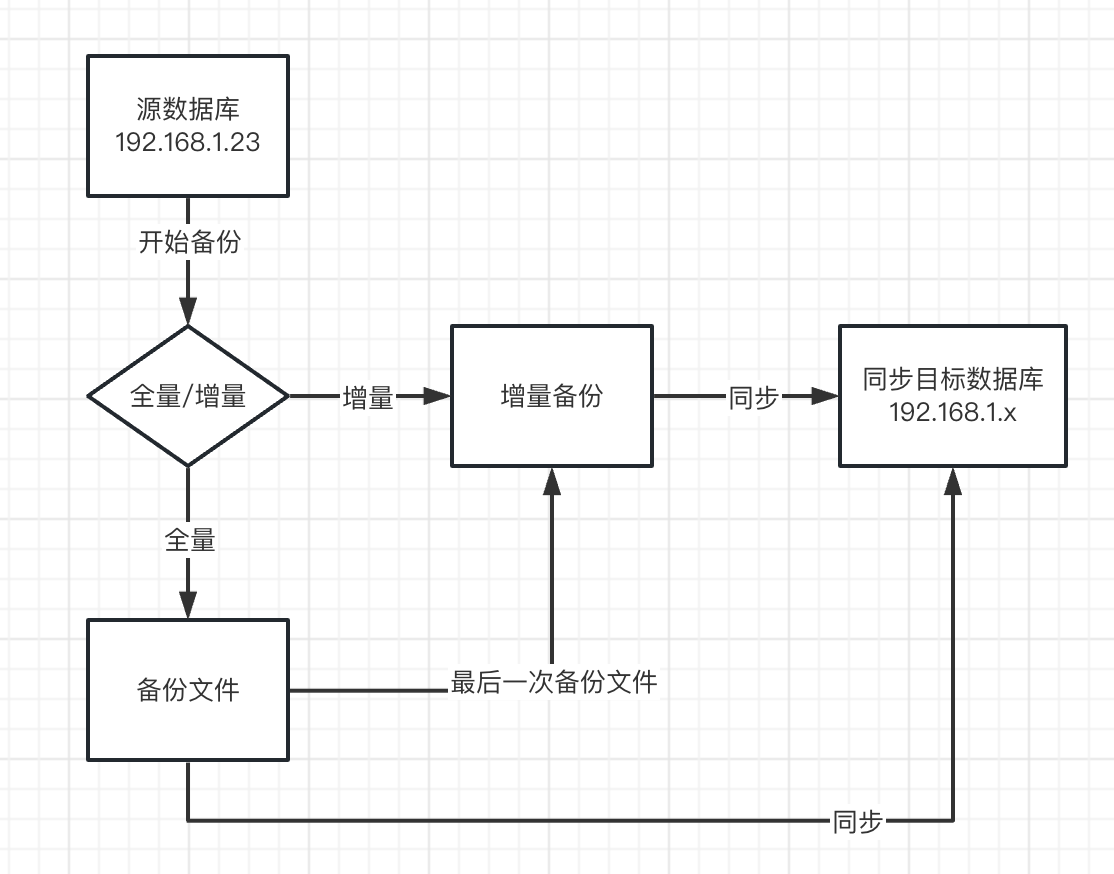 源数据库
192.168.1.23
开始备份
全量/增量
增量
增量备份
同步
同步目标数据库
192.168.1.x
全量
备份文件
最后一次备份文件
同步